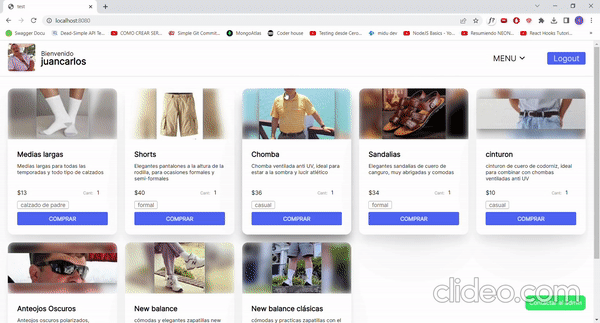 test
localhost:8080
Swagger Docu
Dead-Simple API Te
COMO CREAR SER
Simple Git Commit
MongoAtlas
Coder house
Testing desde Cero
midu dev
NodeJS Basico - Yo
Resumiendo NEON
React Hooks Tutori
Bienvenido
juancarlos
MENU
Logout
Medias largas
Medias largas para todas las
temporadas y todo tipo de calzados
$13
Cant: 1
calzado de padre
COMPRAR
Shorts
Elegantes pantalones a la altura de la
rodilla, para ocasiones formales y
semi-formales
$40
Cant: 1
formal
COMPRAR
Chomba
Chomba ventilada anti UV, ideal para
estar a la sombra y lucir atlético
$36
Cant: 1
casual
COMPRAR
Sandalias
Elegantes sandalias de cuero de
canguro, muy abrigadas y comodas
$34
Cant: 1
formal
COMPRAR
cinturon
cinturon de cuero de codorniz, ideal
para combinar con chombas
ventiladas anti UV
$10
Cant: 1
casual
COMPRAR
Anteojos Oscuros
Anteojos oscuros polarizados,
New balance
cómodas y elegantes zapatillas new
New balance clásicas
cómodas y practicas zapatillas con el
clideo.com